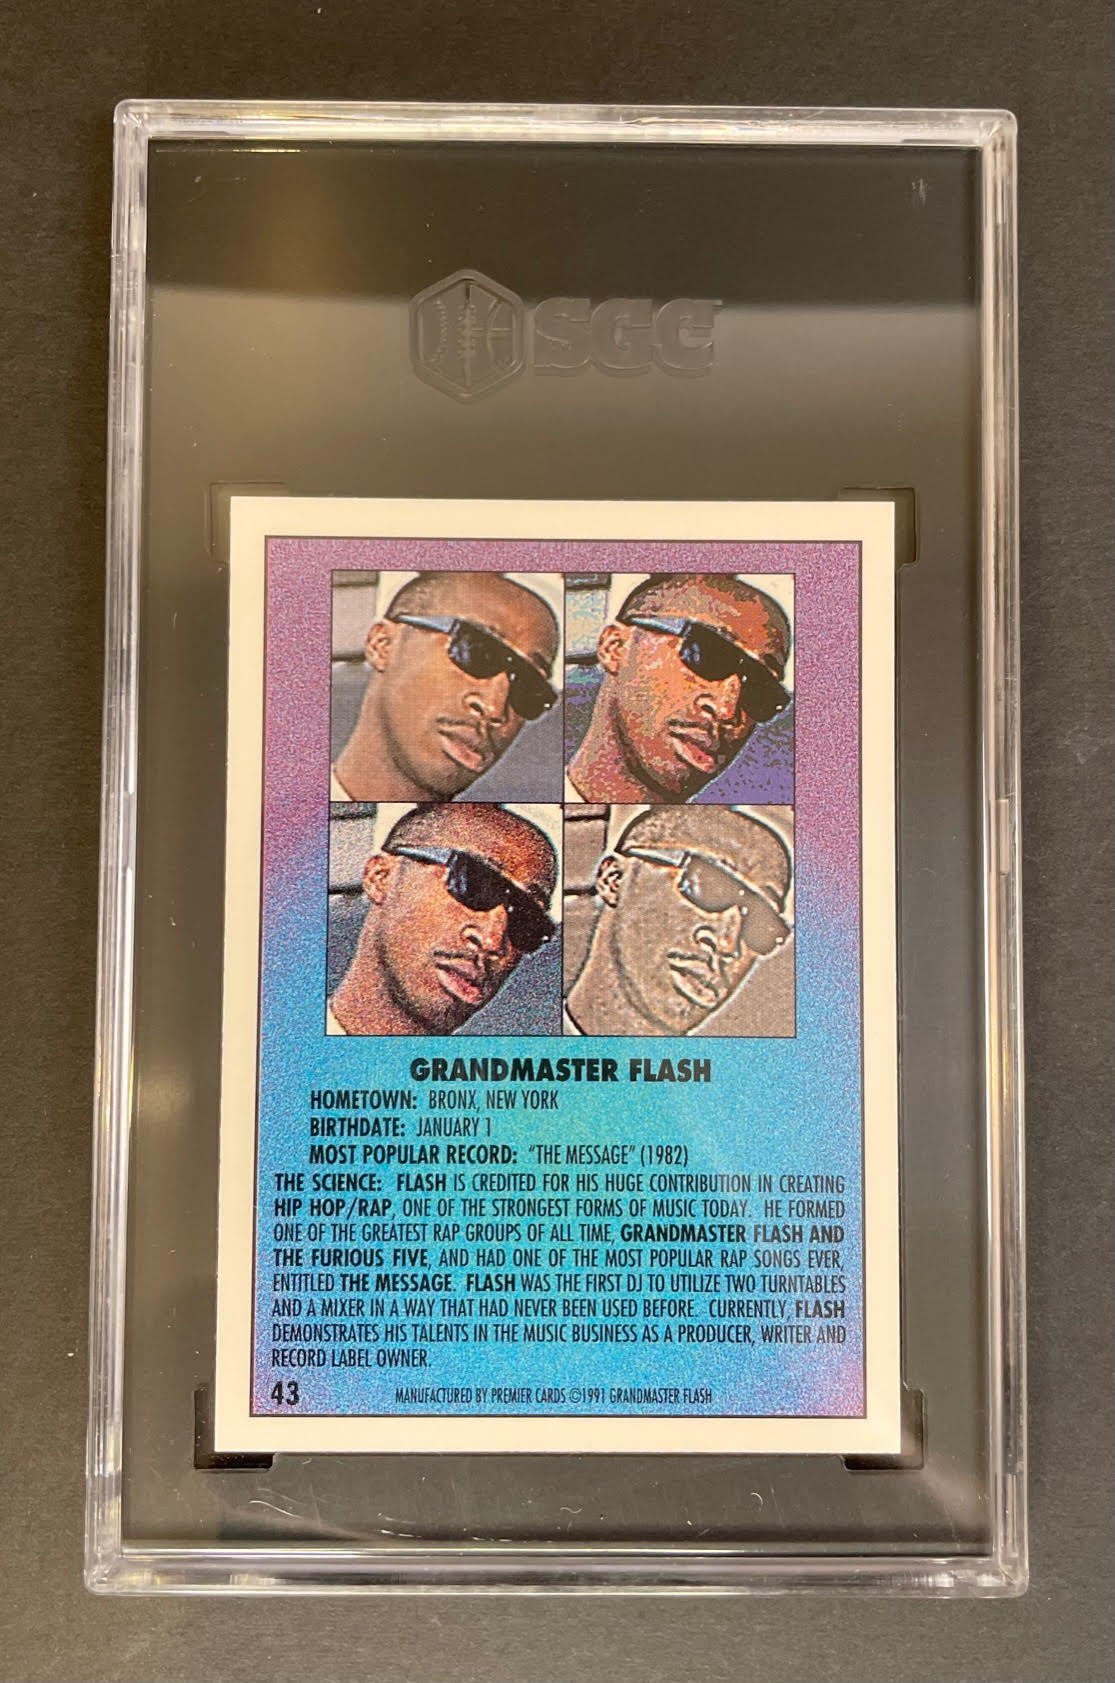 SGC
GRANDMASTER FLASH
HOMETOWN: BRONX, NEW YORK
BIRTHDATE: JANUARY 1
MOST POPULAR RECORD: "THE MESSAGE" (1982)
THE SCIENCE: FLASH IS CREDITED FOR HIS HUGE CONTRIBUTION IN CREATING
HIP HOP/RAP, ONE OF THE STRONGEST FORMS OF MUSIC TODAY. HE FORMED
ONE OF THE GREATEST RAP GROUPS OF ALL TIME, GRANDMASTER FLASH AND
THE FURIOUS FIVE, AND HAD ONE OF THE MOST POPULAR RAP SONGS EVER,
ENTITLED THE MESSAGE. FLASH WAS THE FIRST DJ TO UTILIZE TWO TURNTABLES
AND A MIXER IN A WAY THAT HAD NEVER BEEN USED BEFORE. CURRENTLY, FLASH
DEMONSTRATES HIS TALENTS IN THE MUSIC BUSINESS AS A PRODUCER, WRITER AND
RECORD LABEL OWNER.
43 MANUFACTURED BY PREMIER CARDS ©1991 GRANDMASTER FLASH